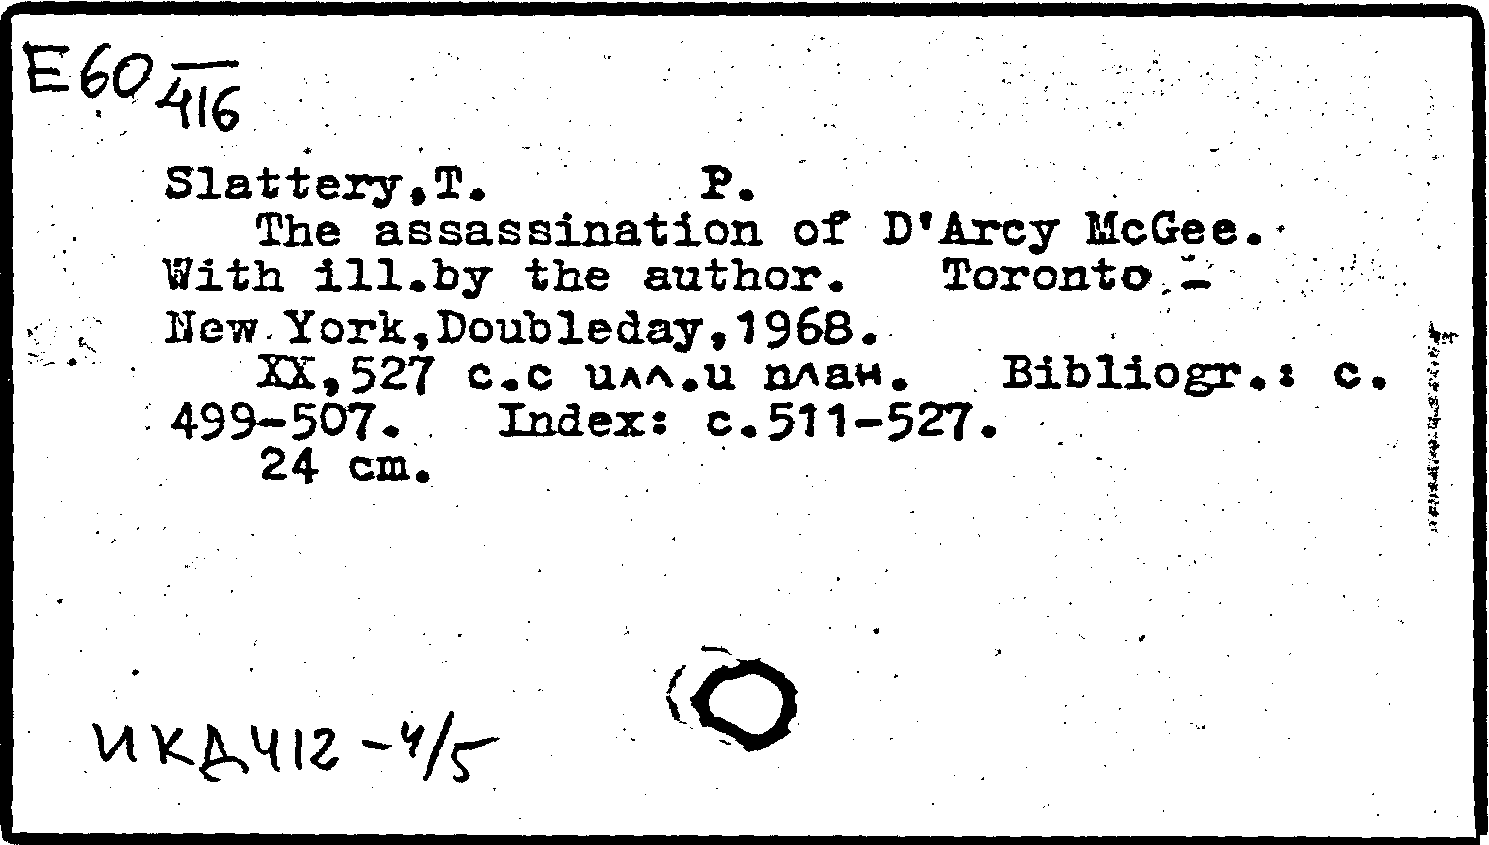 Е60 416
Slattery,T. P.
The assassination of D'Arcy McGee.
With ill.by the author. Toronto -
New York,Doubleday,1968.
XX,527 с.с илл.и план. Bibliogr.: с.
499-507. Index: с.511-527.
24 cm.
ИКД412-4/5